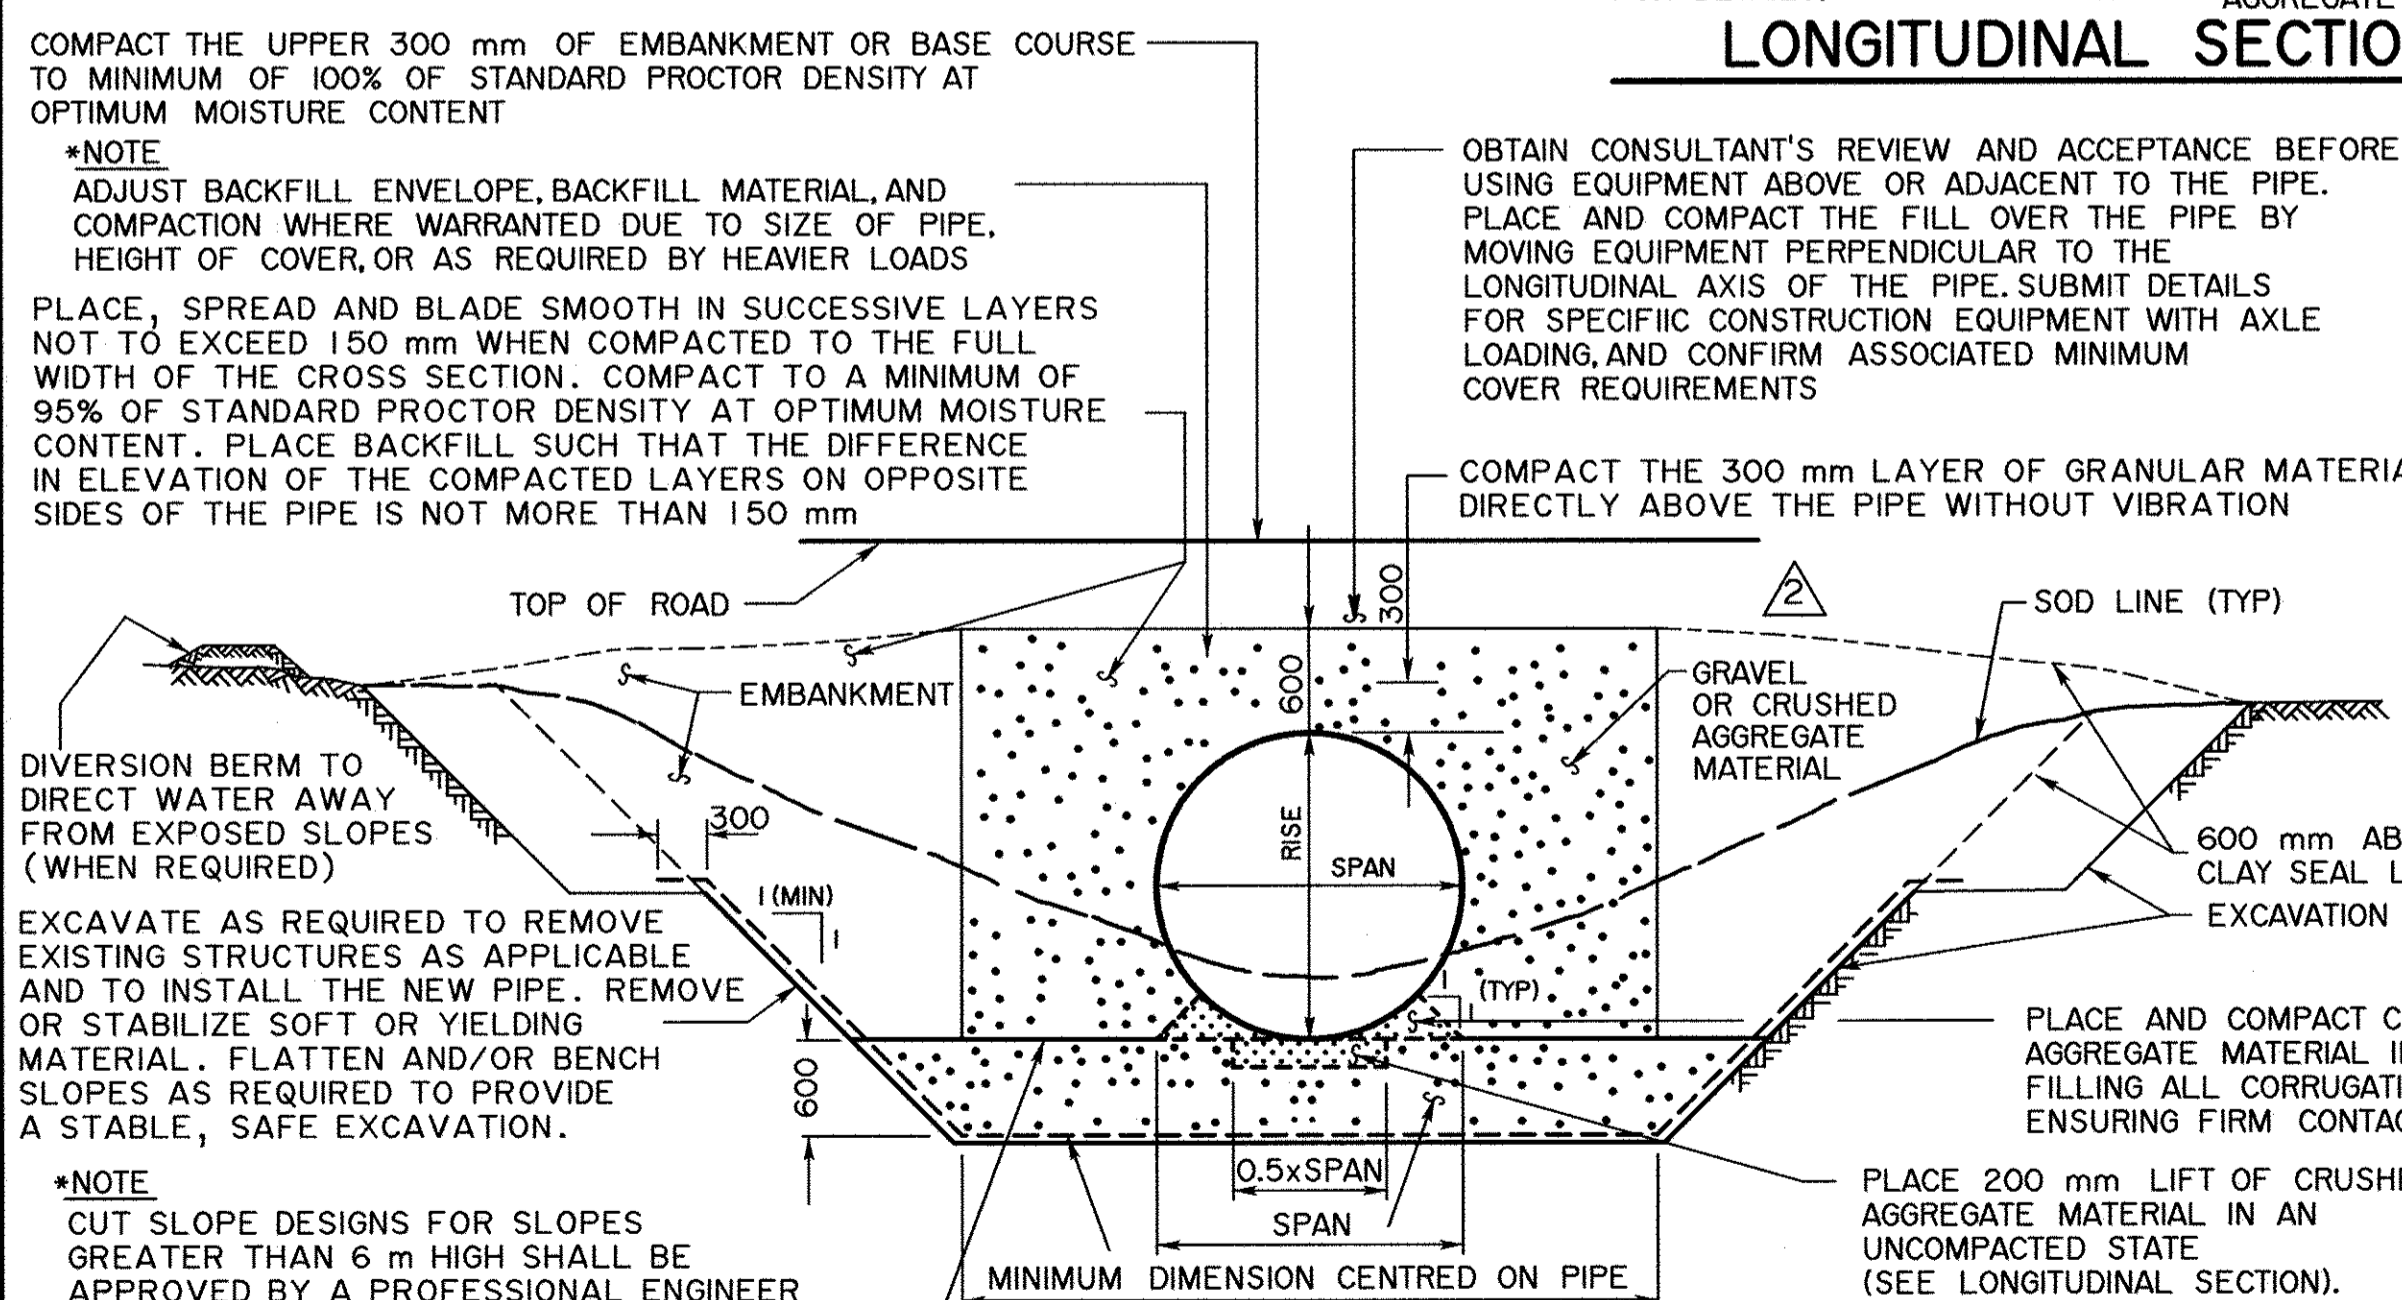 AGGREGATE
LONGITUDINAL SECTIO
COMPACT THE UPPER 300 mm OF EMBANKMENT OR BASE COURSE
TO MINIMUM OF 100% OF STANDARD PROCTOR DENSITY AT
OPTIMUM MOISTURE CONTENT
*NOTE
ADJUST BACKFILL ENVELOPE, BACKFILL MATERIAL, AND
COMPACTION WHERE WARRANTED DUE TO SIZE OF PIPE,
HEIGHT OF COVER, OR AS REQUIRED BY HEAVIER LOADS
PLACE, SPREAD AND BLADE SMOOTH IN SUCCESSIVE LAYERS
NOT TO EXCEED 150 mm WHEN COMPACTED TO THE FULL
WIDTH OF THE CROSS SECTION. COMPACT TO A MINIMUM OF
95% OF STANDARD PROCTOR DENSITY AT OPTIMUM MOISTURE
CONTENT. PLACE BACKFILL SUCH THAT THE DIFFERENCE
IN ELEVATION OF THE COMPACTED LAYERS ON OPPOSITE
SIDES OF THE PIPE IS NOT MORE THAN 150 mm
OBTAIN CONSULTANT'S REVIEW AND ACCEPTANCE BEFORE
USING EQUIPMENT ABOVE OR ADJACENT TO THE PIPE.
PLACE AND COMPACT THE FILL OVER THE PIPE BY
MOVING EQUIPMENT PERPENDICULAR TO THE
LONGITUDINAL AXIS OF THE PIPE. SUBMIT DETAILS
FOR SPECIFIIC CONSTRUCTION EQUIPMENT WITH AXLE
LOADING, AND CONFIRM ASSOCIATED MINIMUM
COVER REQUIREMENTS
COMPACT THE 300 mm LAYER OF GRANULAR MATERIA
DIRECTLY ABOVE THE PIPE WITHOUT VIBRATION
TOP OF ROAD
300
2
SOD LINE (TYP)
EMBANKMENT
600
GRAVEL
OR CRUSHED
AGGREGATE
MATERIAL
DIVERSION BERM TO
DIRECT WATER AWAY
FROM EXPOSED SLOPES
(WHEN REQUIRED)
300
RISE
SPAN
600 mm AB
CLAY SEAL L
EXCAVATION
1 (MIN)
1
EXCAVATE AS REQUIRED TO REMOVE
EXISTING STRUCTURES AS APPLICABLE
AND TO INSTALL THE NEW PIPE. REMOVE
OR STABILIZE SOFT OR YIELDING
MATERIAL. FLATTEN AND/OR BENCH
SLOPES AS REQUIRED TO PROVIDE
A STABLE, SAFE EXCAVATION.
1
(TYP)
1
600
PLACE AND COMPACT C
AGGREGATE MATERIAL I
FILLING ALL CORRUGATI
ENSURING FIRM CONTAC
0.5xSPAN
SPAN
PLACE 200 mm LIFT OF CRUSH
AGGREGATE MATERIAL IN AN
UNCOMPACTED STATE
(SEE LONGITUDINAL SECTION).
*NOTE
CUT SLOPE DESIGNS FOR SLOPES
GREATER THAN 6 m HIGH SHALL BE
APPROVED BY A PROFESSIONAL ENGINEER
MINIMUM DIMENSION CENTRED ON PIPE